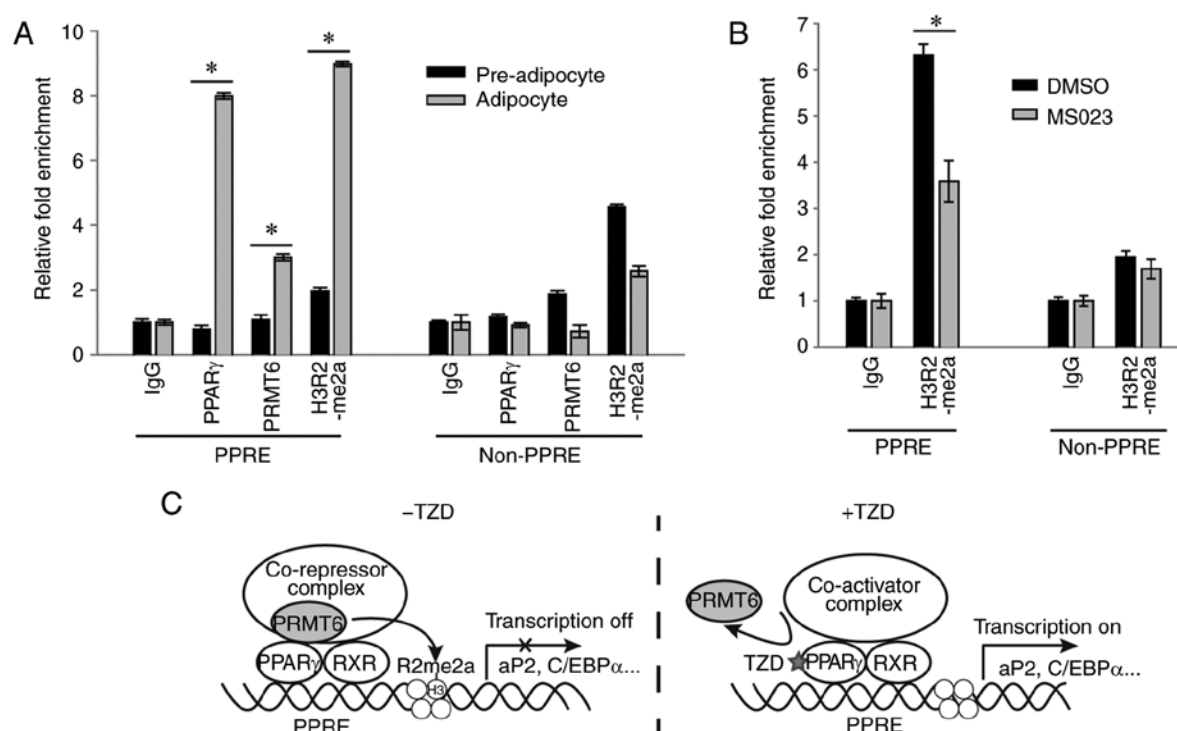 A
Relative fold enrichment
10
8
6
4
2
0
*
*
*
Pre-adipocyte
Adipocyte
IgG
PPARγ
PRMT6
H3R2
-me2a
IgG
PPARγ
PRMT6
H3R2
-me2a
PPRE
Non-PPRE
B
Relative fold enrichment
7
6
5
4
3
2
1
0
*
DMSO
MS023
IgG
H3R2
-me2a
IgG
H3R2
-me2a
PPRE
Non-PPRE
C
–TZD
Co-repressor
complex
PRMT6
PPARγ
RXR
R2me2a
H3
Transcription off
aP2, C/EBPα...
PPRE
+TZD
PRMT6
Co-activator
complex
TZD
PPARγ
RXR
Transcription on
aP2, C/EBPα...
PPRE